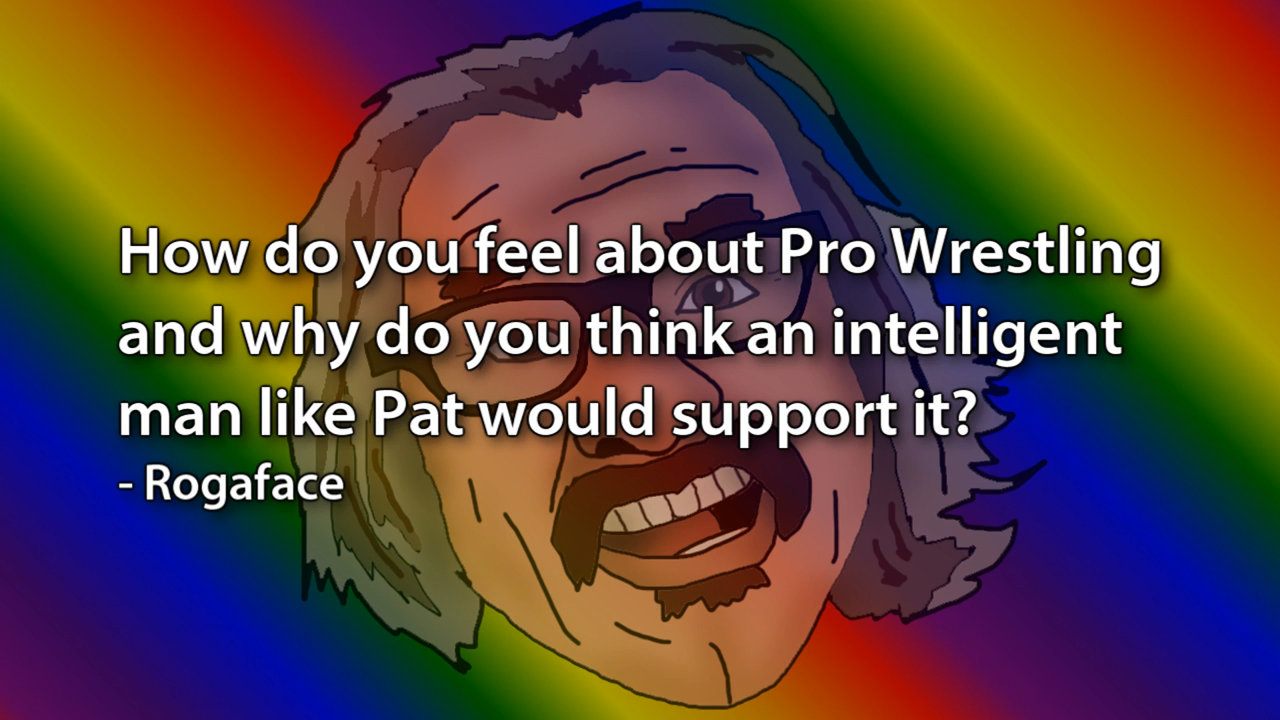 How do you feel about Pro Wrestling
and why do you think an intelligent
man like Pat would support it?
- Rogaface